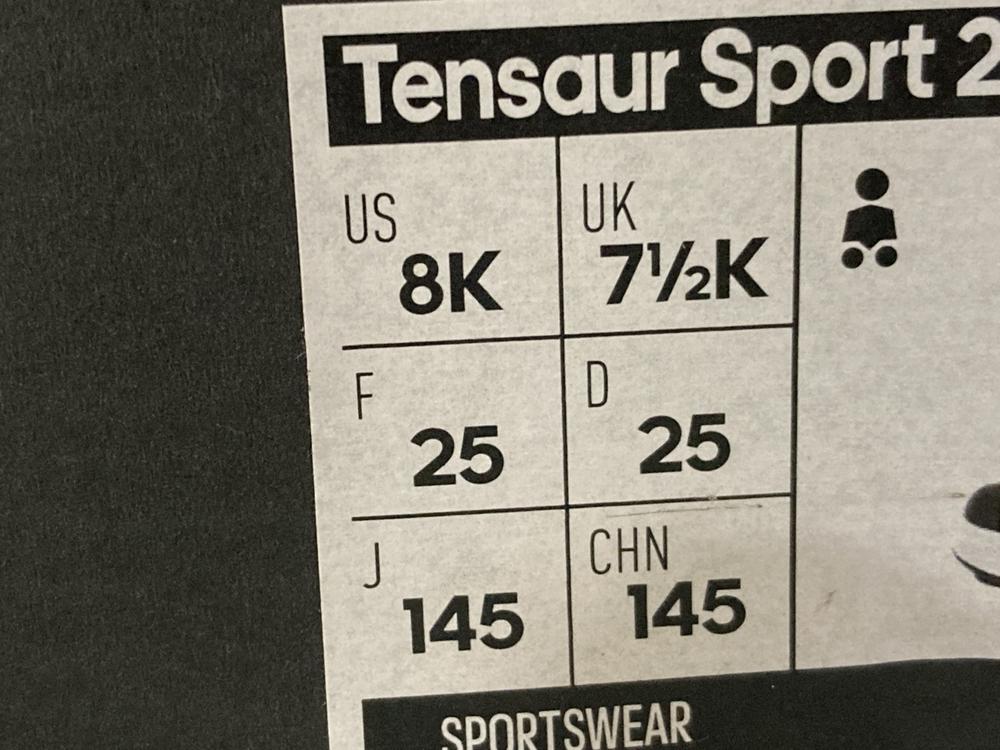 Tensaur Sport 2
US
8K
UK
7½K
F
25
D
25
J
145
CHN
145
SPORTSWEAR